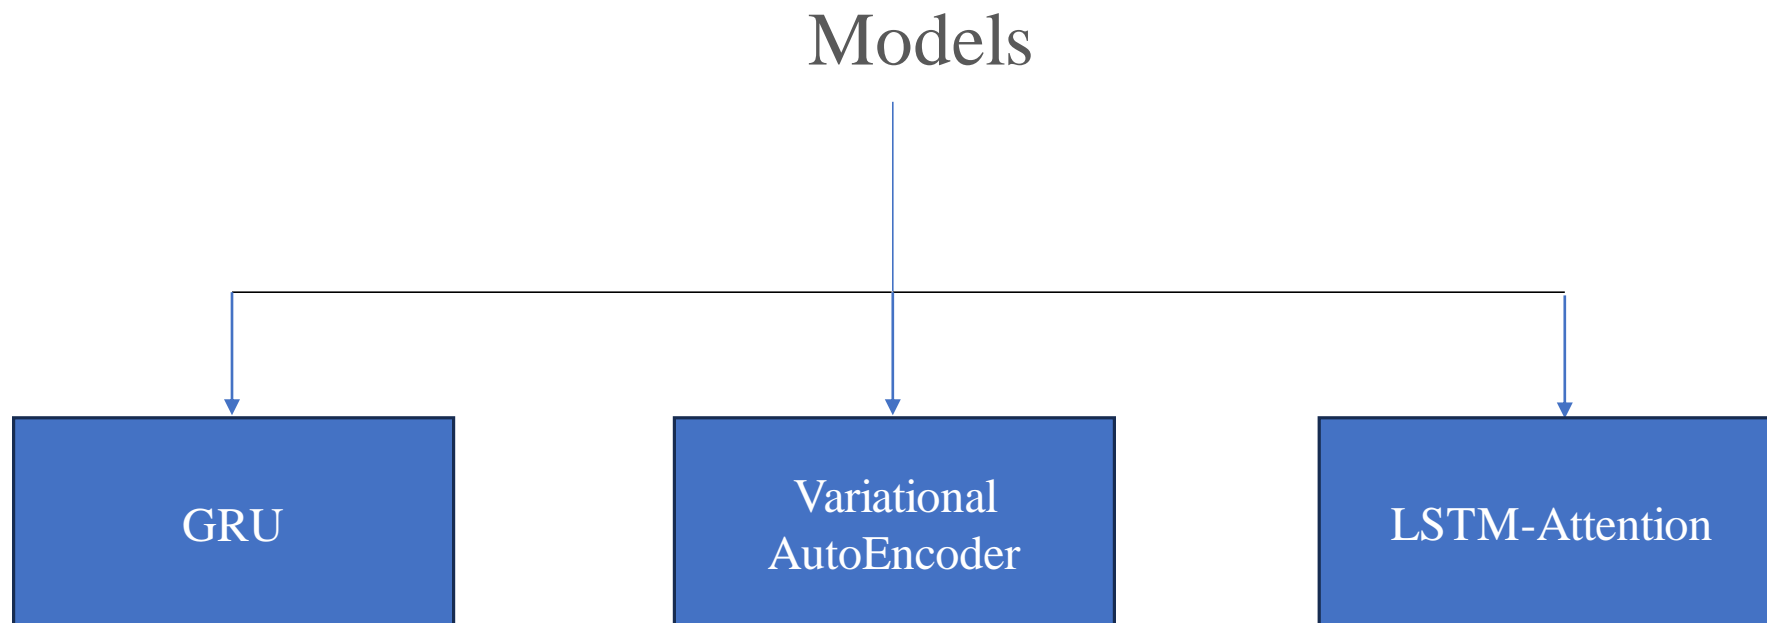 Models
GRU
Variational
AutoEncoder
LSTM-Attention